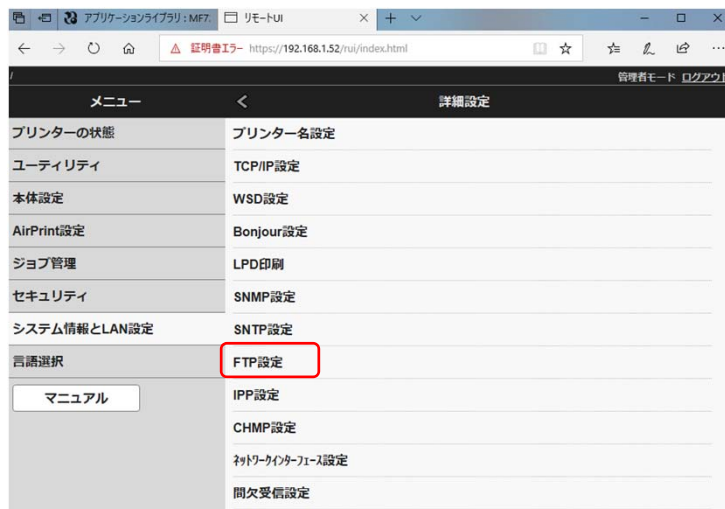 アプリケーションライブラリ : MF7.
リモートUI
証明書エラー https://192.168.1.52/rui/index.html
/
管理者モード ログアウト
メニュー
詳細設定
プリンターの状態
ユーティリティ
本体設定
AirPrint設定
ジョブ管理
セキュリティ
システム情報とLAN設定
言語選択
マニュアル
プリンター名設定
TCP/IP設定
WSD設定
Bonjour設定
LPD印刷
SNMP設定
SNTP設定
FTP設定
IPP設定
CHMP設定
ネットワークインターフェース設定
間欠受信設定